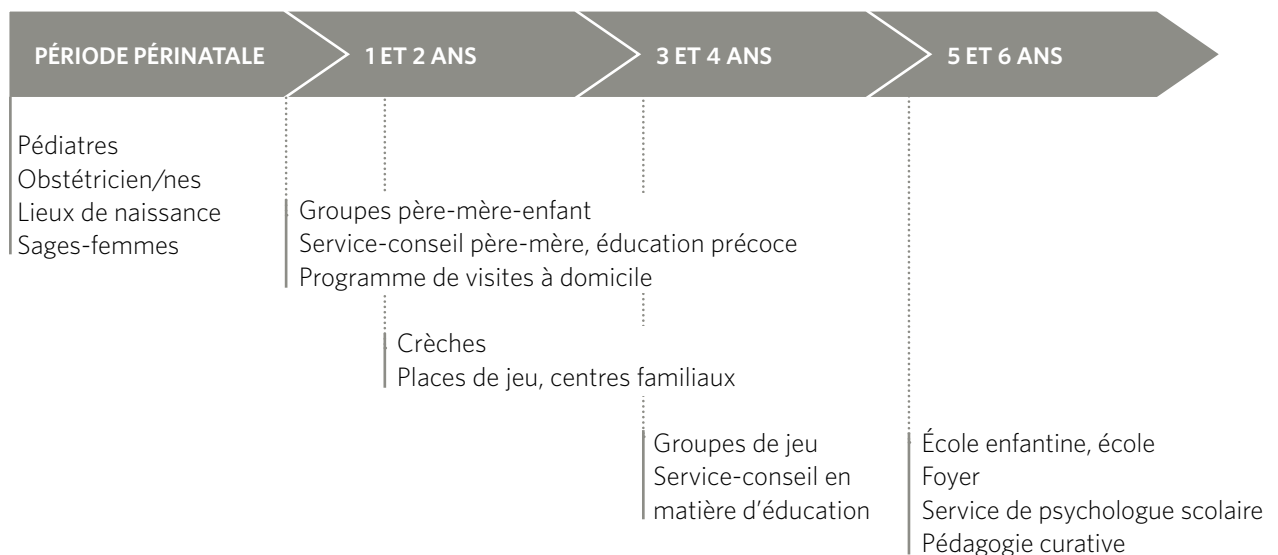 PÉRIODE PÉRINATALE
1 ET 2 ANS
3 ET 4 ANS
5 ET 6 ANS
Pédiatres
Obstétricien/nes
Lieux de naissance
Sages-femmes
Groupes père-mère-enfant
Service-conseil père-mère, éducation précoce
Programme de visites à domicile
Crèches
Places de jeu, centres familiaux
Groupes de jeu
Service-conseil en
matière d'éducation
École enfantine, école
Foyer
Service de psychologue scolaire
Pédagogie curative